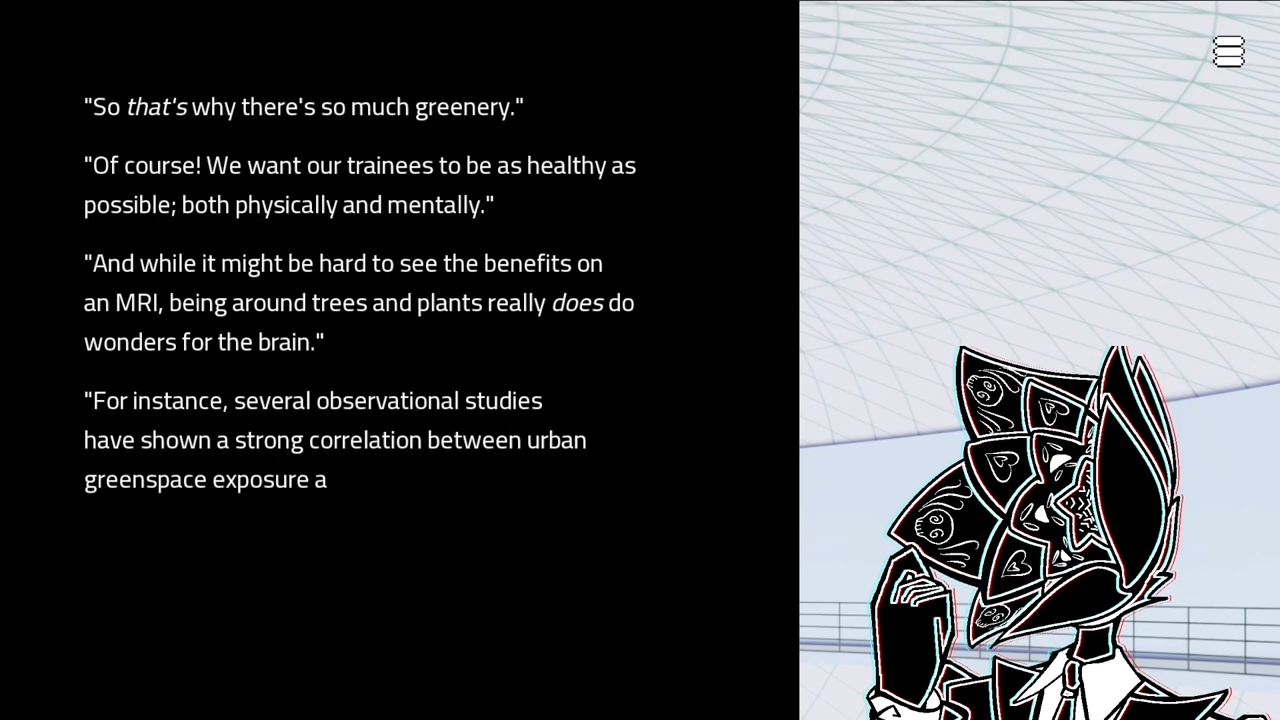 "So that's why there's so much greenery."
"Of course! We want our trainees to be as healthy as
possible; both physically and mentally."
"And while it might be hard to see the benefits on
an MRI, being around trees and plants really does do
wonders for the brain."
"For instance, several observational studies
have shown a strong correlation between urban
greenspace exposure a